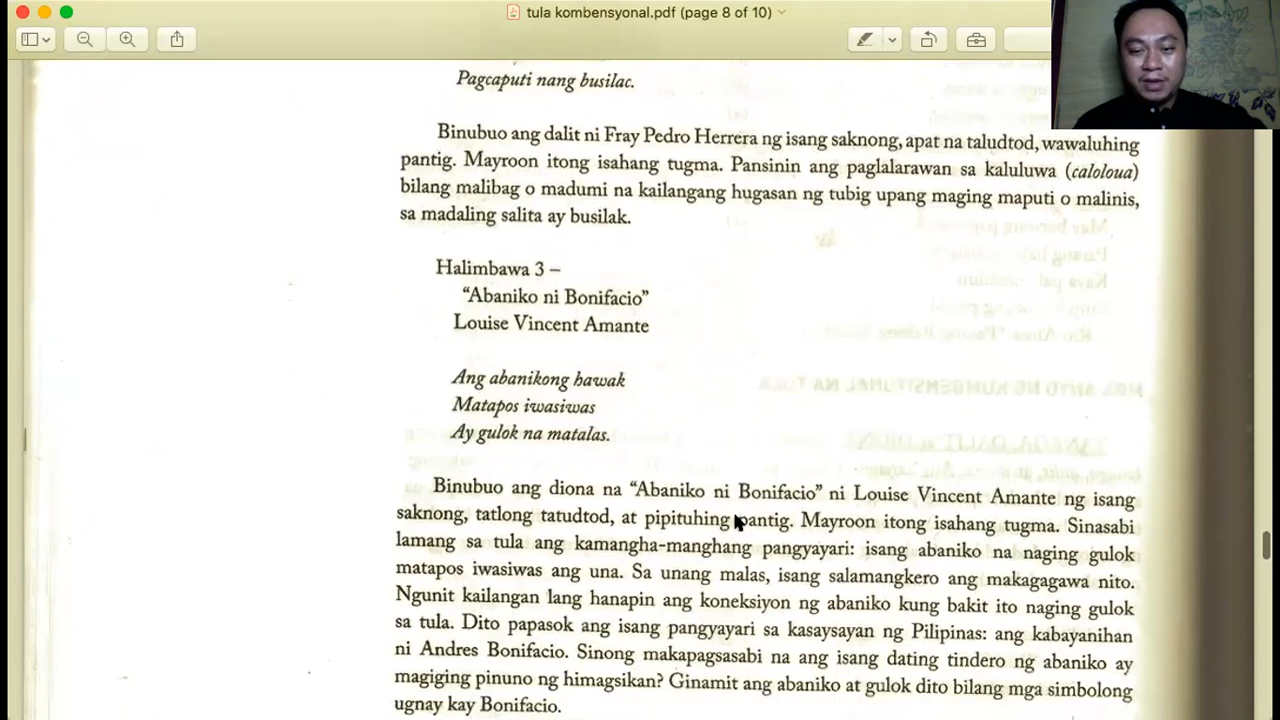 tula kombensyonal.pdf (page 8 of 10)
Pagcaputi nang busilac.
Binubuo ang dalit ni Fray Pedro Herrera ng isang saknong, apat na taludtod, wawaluhing
pantig. Mayroon itong isahang tugma. Pansinin ang paglalarawan sa kaluluwa (caloloua)
bilang malibag o madumi na kailangang hugasan ng tubig upang maging maputi o malinis,
sa madaling salita ay busilak.
Halimbawa 3 –
“Abaniko ni Bonifacio”
Louise Vincent Amante
Ang abanikong hawak
Matapos iwasiwas
Ay gulok na matalas.
Binubuo ang diona na “Abaniko ni Bonifacio” ni Louise Vincent Amante ng isang
saknong, tatlong tatudtod, at pipituhing pantig. Mayroon itong isahang tugma. Sinasabi
lamang sa tula ang kamangha-manghang pangyayari: isang abaniko na naging gulok
matapos iwasiwas ang una. Sa unang malas, isang salamangkero ang makagagawa nito.
Ngunit kailangan lang hanapin ang koneksiyon ng abaniko kung bakit ito naging gulok
sa tula. Dito papasok ang isang pangyayari sa kasaysayan ng Pilipinas: ang kabayanihan
ni Andres Bonifacio. Sinong makapagsasabi na ang isang dating tindero ng abaniko ay
magiging pinuno ng himagsikan? Ginamit ang abaniko at gulok dito bilang mga simbolong
ugnay kay Bonifacio.